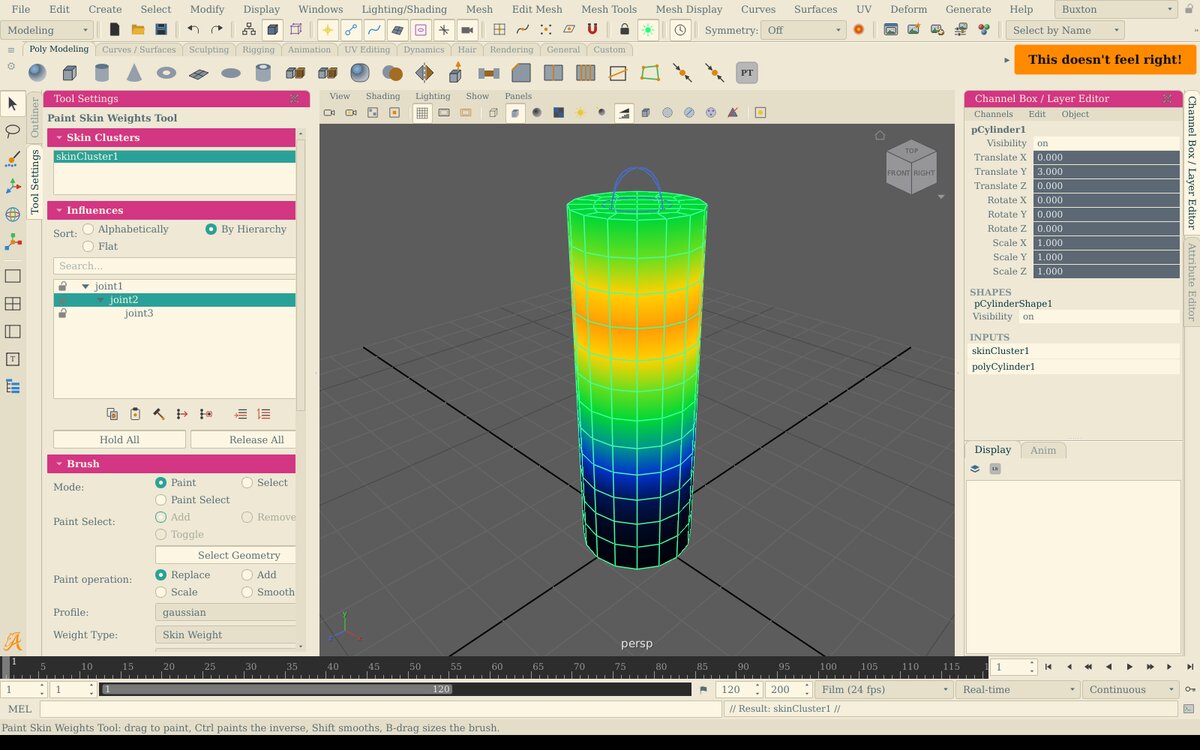 File Edit Create Select Modify Display Windows Lighting/Shading Mesh Edit Mesh Mesh Tools Mesh Display Curves Surfaces UV Deform Generate Help Buxton
Modeling Symmetry: Off Select by Name
Poly Modeling Curves / Surfaces Sculpting Rigging Animation UV Editing Dynamics Hair Rendering General Custom
This doesn't feel right!
PT
Outliner
Tool Settings
Tool Settings
Paint Skin Weights Tool
Skin Clusters
skinCluster1
Influences
Sort: Alphabetically By Hierarchy
Flat
Search...
joint1
joint2
joint3
Hold All Release All
Brush
Mode: Paint Select
Paint Select
Paint Select: Add Remove
Toggle
Select Geometry
Paint operation: Replace Add
Scale Smooth
Profile: gaussian
Weight Type: Skin Weight
View Shading Lighting Show Panels
TOP
FRONT RIGHT
y
persp
Channel Box / Layer Editor
Channels Edit Object
pCylinder1
Visibility on
Translate X 0.000
Translate Y 3.000
Translate Z 0.000
Rotate X 0.000
Rotate Y 0.000
Rotate Z 0.000
Scale X 1.000
Scale Y 1.000
Scale Z 1.000
SHAPES
pCylinderShape1
Visibility on
INPUTS
skinCluster1
polyCylinder1
Display Anim
Channel Box / Layer Editor
Attribute Editor
1 5 10 15 20 25 30 35 40 45 50 55 60 65 70 75 80 85 90 95 100 105 110 115 1
1 1 1 120 120 200 Film (24 fps) Real-time Continuous
MEL // Result: skinCluster1 //
Paint Skin Weights Tool: drag to paint, Ctrl paints the inverse, Shift smooths, B-drag sizes the brush.